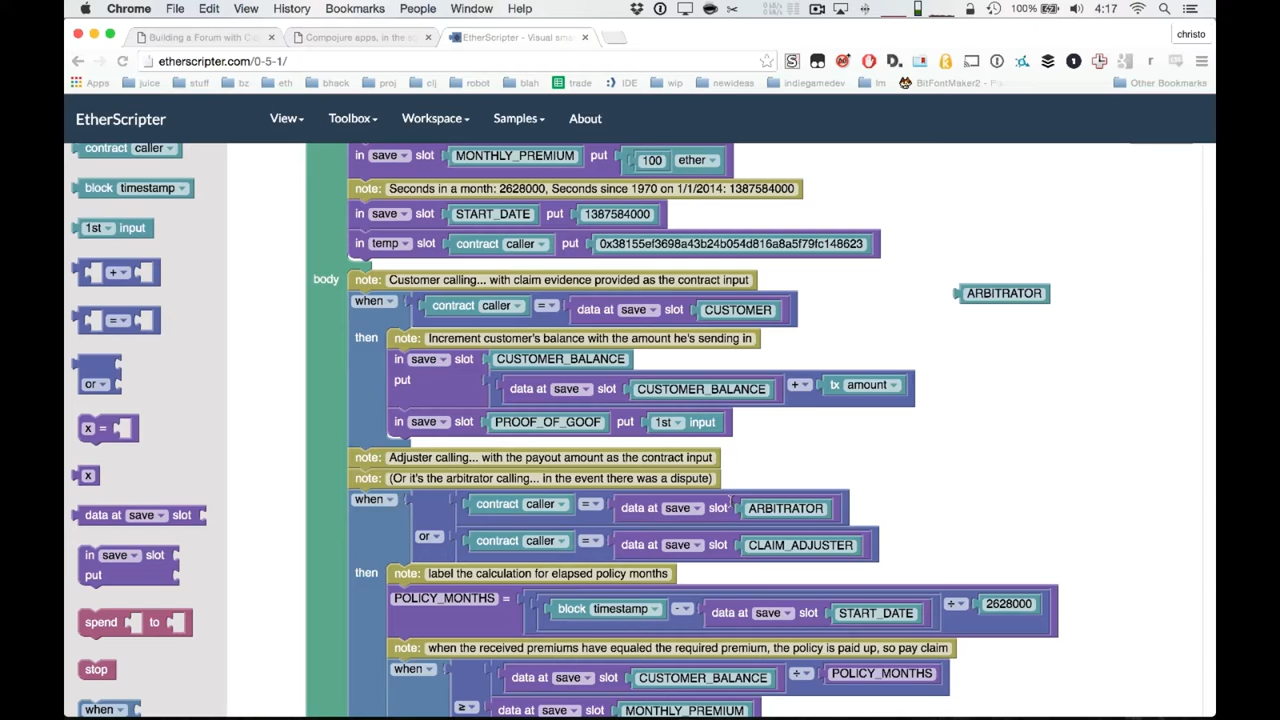 Chrome File Edit View History Bookmarks People Window Help 100% 4:17
Compojure apps, in the s
EtherScripter - Visual sma
christo
etherscripter.com/0-5-1/
Apps juice stuff bz eth bhack proj clj robot blah trade IDE wip newideas indiegamedev lm BitFontMaker2 Other Bookmarks
EtherScripter View Toolbox Workspace Samples About
contract caller
block timestamp
1st input
+
=
or
x =
x
data at save slot
in save slot
put
spend to
stop
when
in save slot MONTHLY_PREMIUM put 100 ether
note: Seconds in a month: 2628000, Seconds since 1970 on 1/1/2014: 1387584000
in save slot START_DATE put 1387584000
in temp slot contract caller put 0x38155ef3698a43b24b054d816a8a5f79fc148623
body note: Customer calling... with claim evidence provided as the contract input
ARBITRATOR
when contract caller = data at save slot CUSTOMER
then note: Increment customer's balance with the amount he's sending in
in save slot CUSTOMER_BALANCE
put data at save slot CUSTOMER_BALANCE + tx amount
in save slot PROOF_OF_GOOF put 1st input
note: Adjuster calling... with the payout amount as the contract input
note: (Or it's the arbitrator calling... in the event there was a dispute)
when contract caller = data at save slot ARBITRATOR
or contract caller = data at save slot CLAIM_ADJUSTER
then note: label the calculation for elapsed policy months
POLICY_MONTHS = block timestamp - data at save slot START_DATE ÷ 2628000
note: when the received premiums have equaled the required premium, the policy is paid up, so pay claim
when data at save slot CUSTOMER_BALANCE ÷ POLICY_MONTHS
≥ data at save slot MONTHLY_PREMIUM